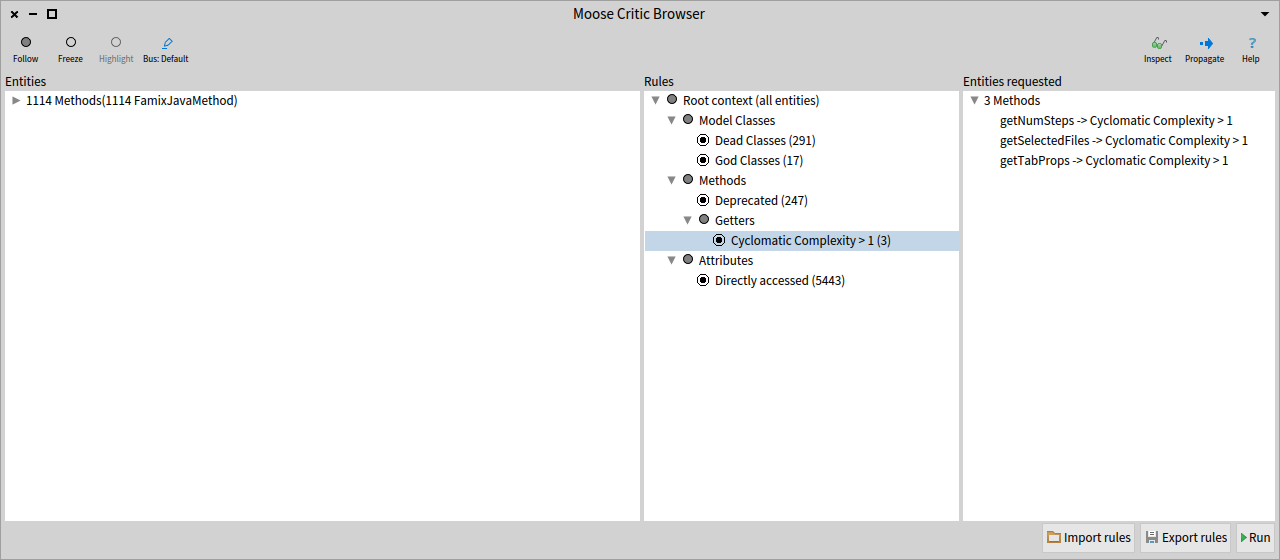 Moose Critic Browser
Follow
Freeze
Highlight
Bus: Default
Inspect
Propagate
Help
Entities
1114 Methods(1114 FamixJavaMethod)
Rules
Root context (all entities)
Model Classes
Dead Classes (291)
God Classes (17)
Methods
Deprecated (247)
Getters
Cyclomatic Complexity > 1 (3)
Attributes
Directly accessed (5443)
Entities requested
3 Methods
getNumSteps -> Cyclomatic Complexity > 1
getSelectedFiles -> Cyclomatic Complexity > 1
getTabProps -> Cyclomatic Complexity > 1
Import rules
Export rules
Run